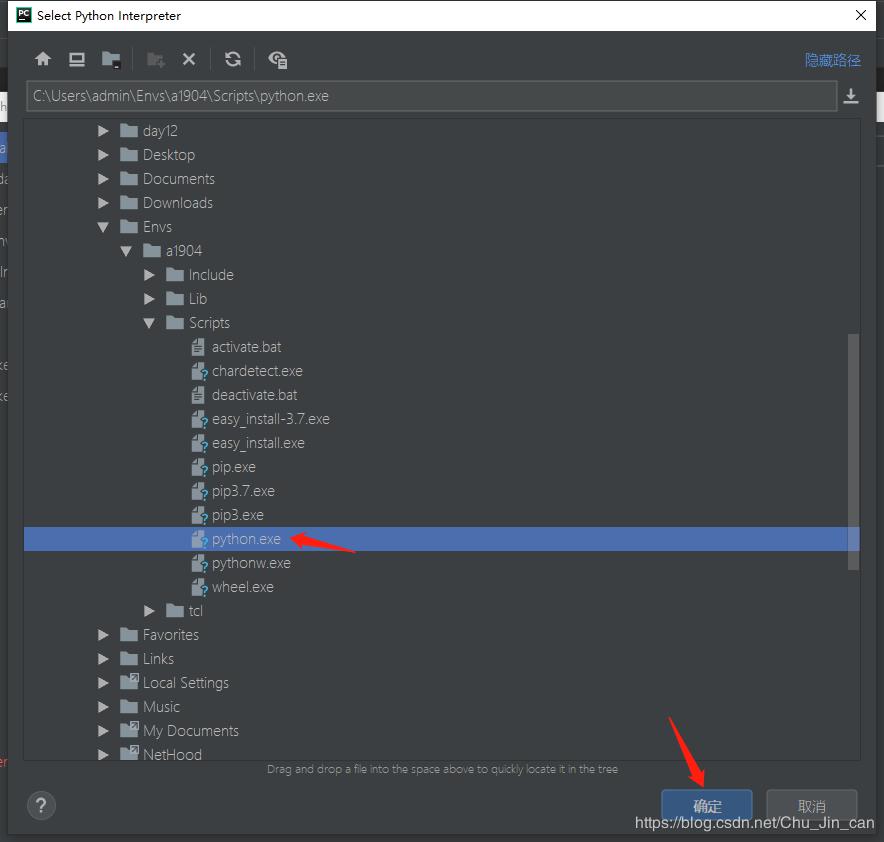 PC Select Python Interpreter
隐藏路径
C:\Users\admin\Envs\a1904\Scripts\python.exe
day12
Desktop
Documents
Downloads
Envs
a1904
Include
Lib
Scripts
activate.bat
chardetect.exe
deactivate.bat
easy_install-3.7.exe
easy_install.exe
pip.exe
pip3.7.exe
pip3.exe
python.exe
pythonw.exe
wheel.exe
tcl
Favorites
Links
Local Settings
Music
My Documents
NetHood
Drag and drop a file into the space above to quickly locate it in the tree
? 确定 取消
https://blog.csdn.net/Chu_Jin_can